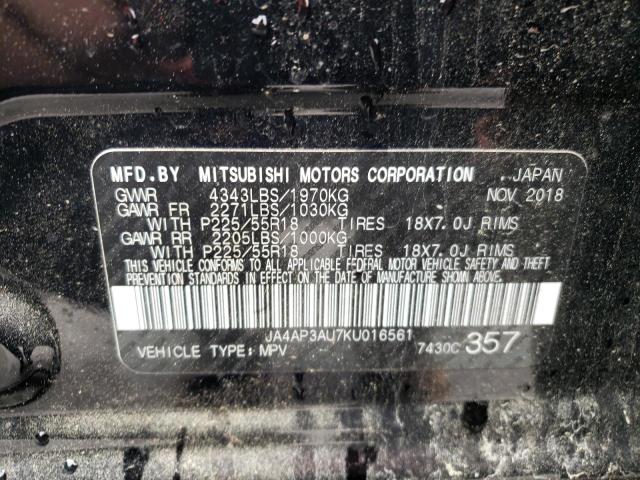 MFD.BY MITSUBISHI MOTORS CORPORATION JAPAN
GVWR 4343LBS/1970KG NOV 2018
GAWR FR 2271LBS/1030KG
WITH P225/55R18 TIRES 18X7.0J RIMS
GAWR RR 2205LBS/1000KG
WITH P225/55R18 TIRES 18X7.0J RIMS
THIS VEHICLE CONFORMS TO ALL APPLICABLE FEDERAL MOTOR VEHICLE SAFETY AND THEFT
PREVENTION STANDARDS IN EFFECT ON THE DATE OF MANUFACTURE SHOWN ABOVE.
JA4AP3AU7KU016561
VEHICLE TYPE: MPV 7430C 357